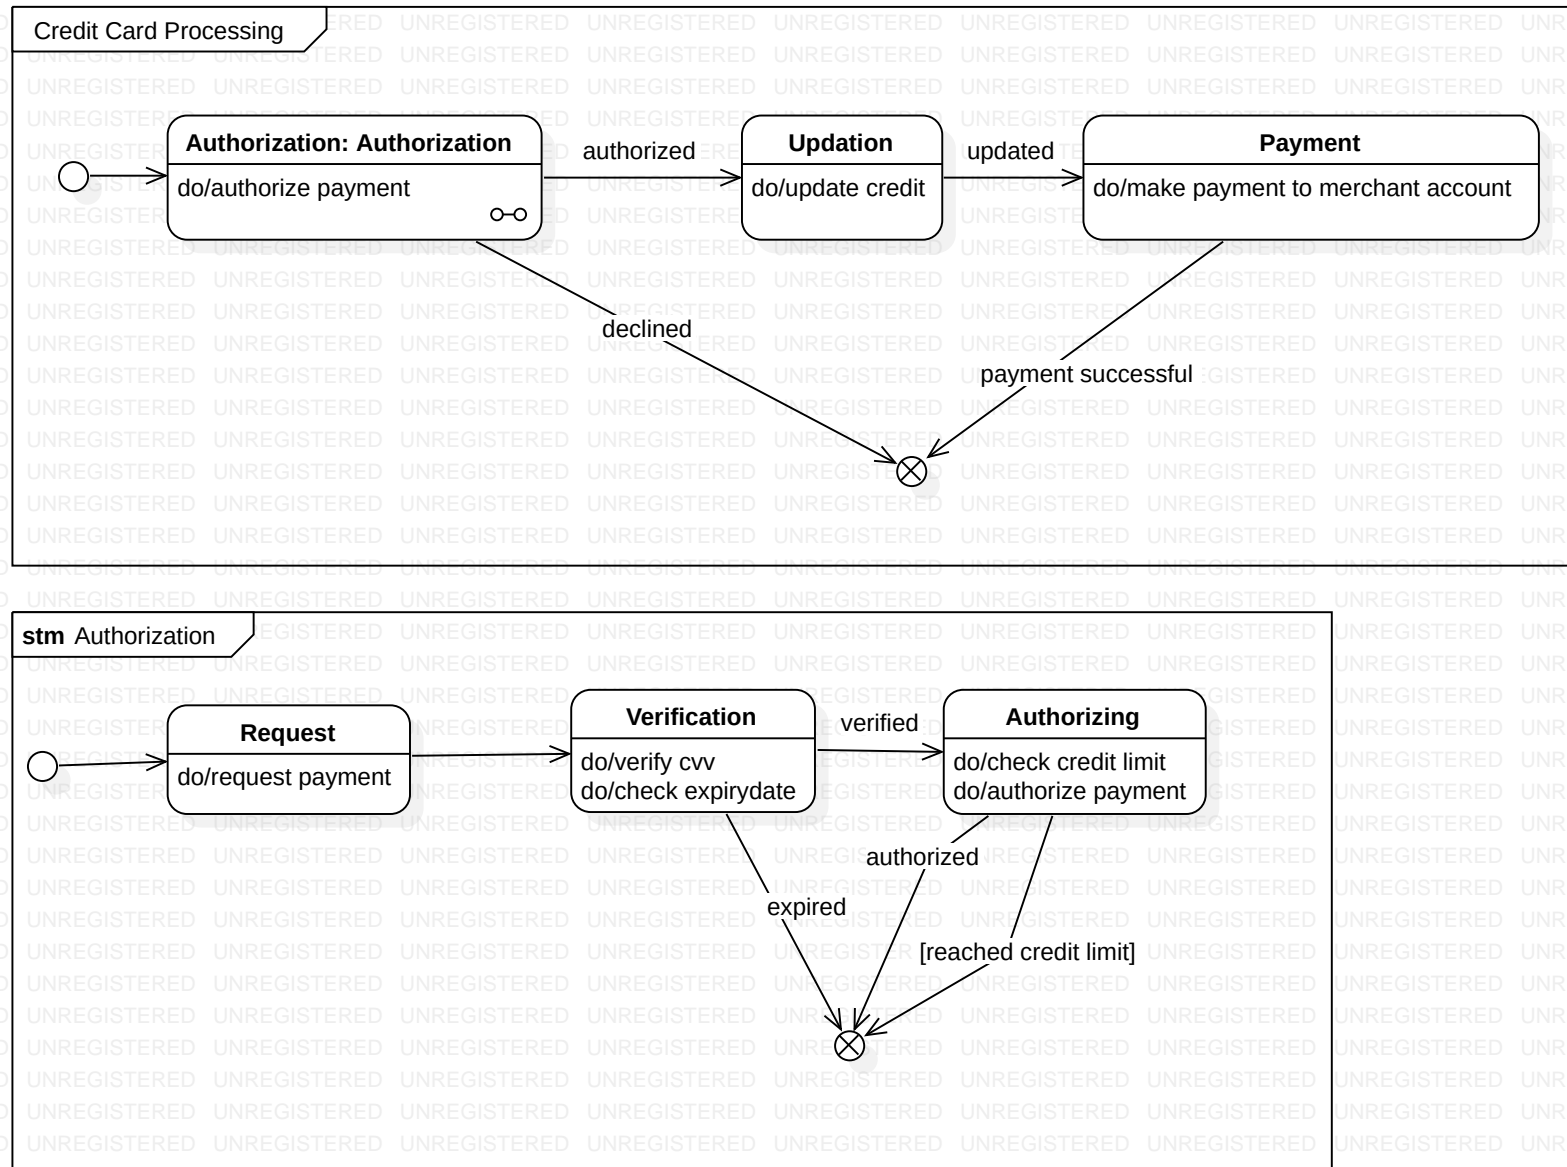 Credit Card Processing
Authorization: Authorization
do/authorize payment
authorized
Updation
do/update credit
updated
Payment
do/make payment to merchant account
declined
payment successful
stm Authorization
Request
do/request payment
Verification
do/verify cvv
do/check expirydate
verified
Authorizing
do/check credit limit
do/authorize payment
authorized
expired
[reached credit limit]
UNREGISTERED